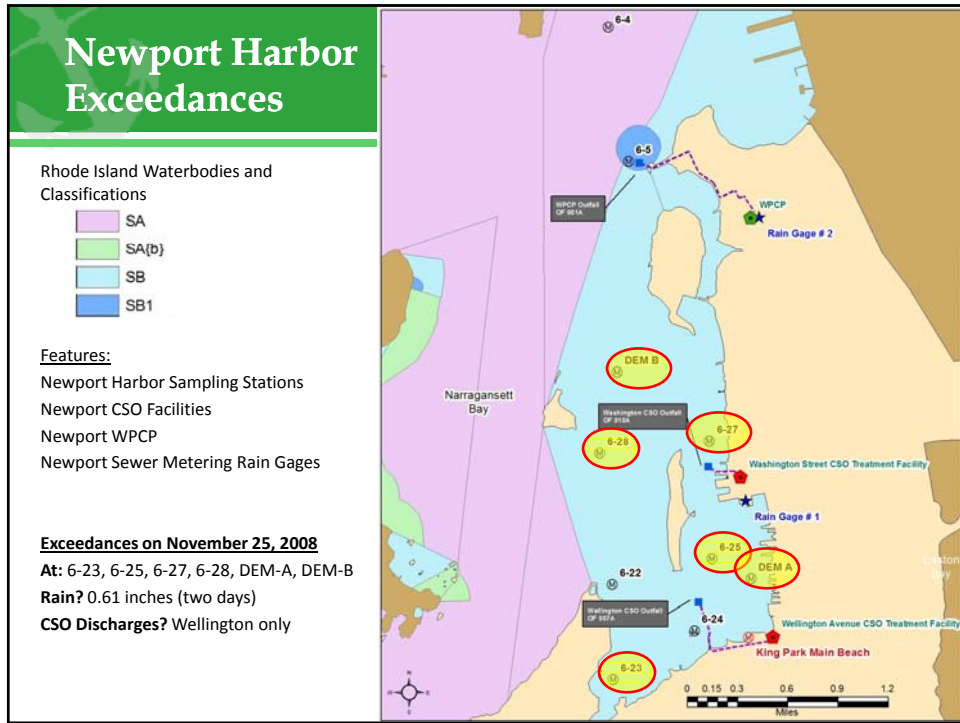 Newport Harbor
Exceedances
Rhode Island Waterbodies and
Classifications
SA
SA{b}
SB
SB1
Features:
Newport Harbor Sampling Stations
Newport CSO Facilities
Newport WPCP
Newport Sewer Metering Rain Gages
Exceedances on November 25, 2008
At: 6-23, 6-25, 6-27, 6-28, DEM-A, DEM-B
Rain? 0.61 inches (two days)
CSO Discharges? Wellington only
6-4
M
6-5
M
WPCP Outfall
OF 001A
WPCP
Rain Gage # 2
DEM B
M
Narragansett
Bay
Washington CSO Outfall
OF 010A
6-27
M
6-28
M
Washington Street CSO Treatment Facility
Rain Gage # 1
6-25
M
DEM A
M
Easton
Bay
6-22
M
Wellington CSO Outfall
OF 007A
6-24
M
Wellington Avenue CSO Treatment Facility
M
King Park Main Beach
6-23
M
N
S
0 0.15 0.3 0.6 0.9 1.2
Miles